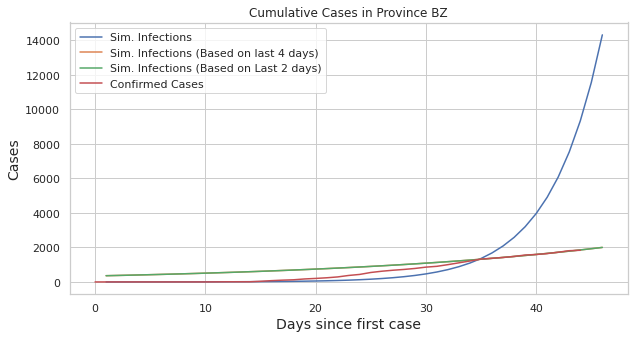 Cumulative Cases in Province BZ
Sim. Infections
Sim. Infections (Based on last 4 days)
Sim. Infections (Based on Last 2 days)
Confirmed Cases
Cases
14000
12000
10000
8000
6000
4000
2000
0
0 10 20 30 40
Days since first case